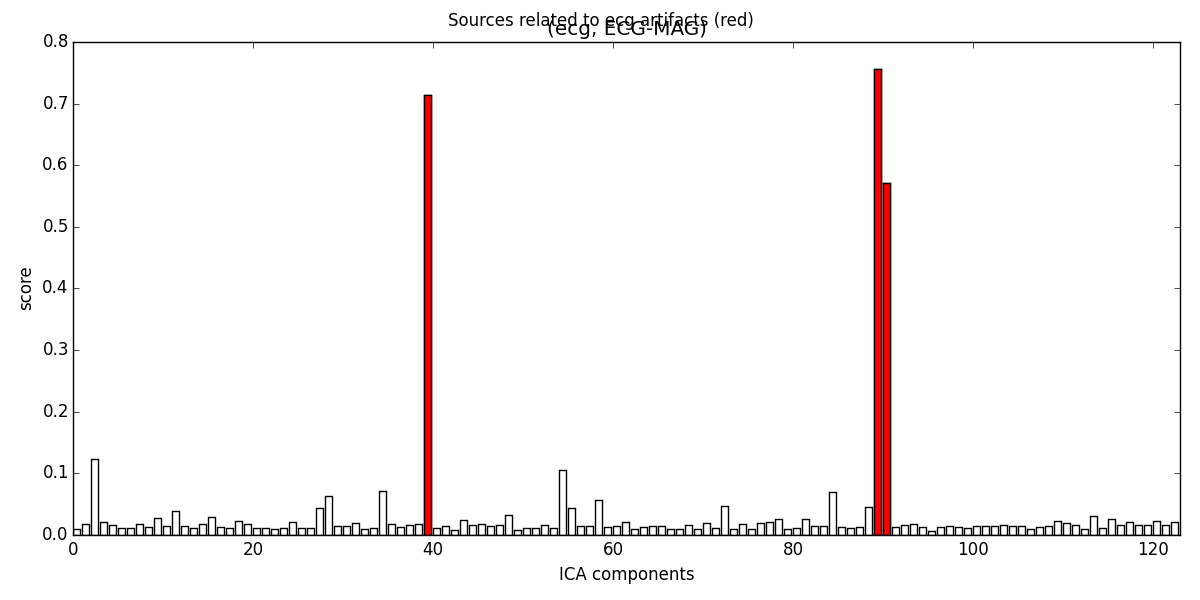 Sources related to ecg artifacts (red)
(ecg, ECG-MAG)
0.8
0.7
0.6
0.5
0.4
0.3
0.2
0.1
0.0
score
0 20 40 60 80 100 120
ICA components